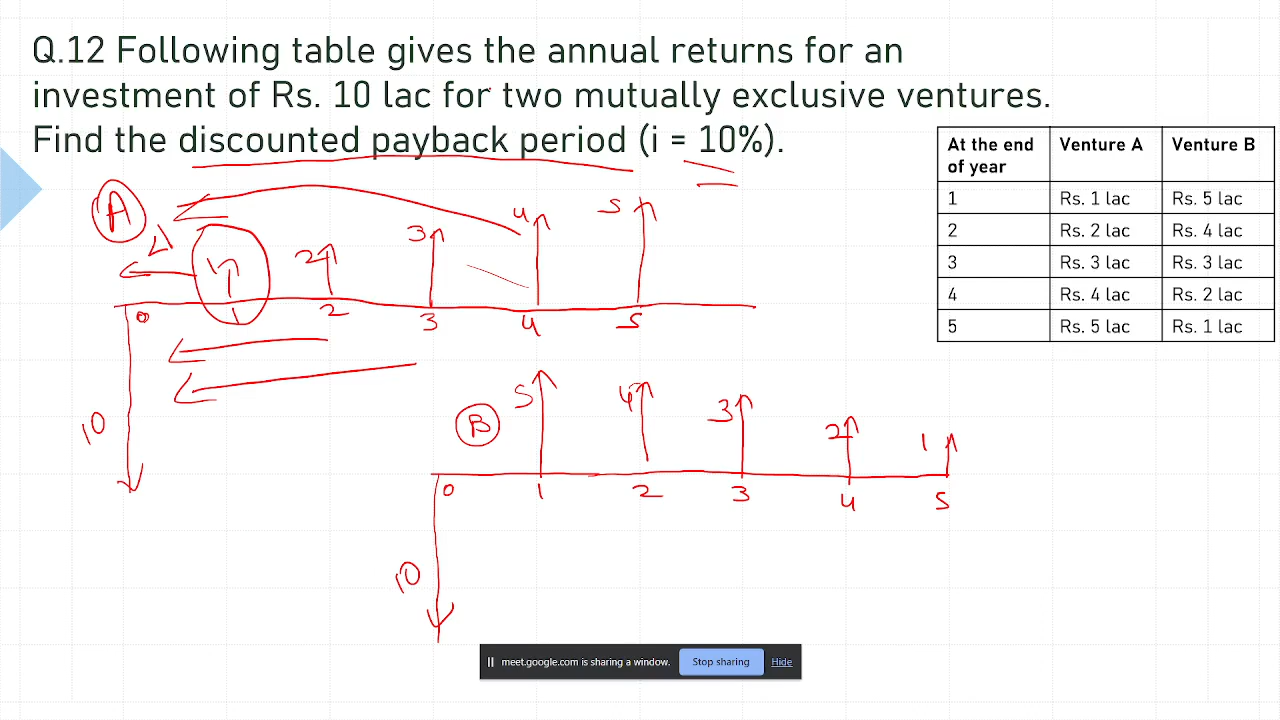 Q.12 Following table gives the annual returns for an
investment of Rs. 10 lac for two mutually exclusive ventures.
Find the discounted payback period (i = 10%).
At the end of year Venture A Venture B
1 Rs. 1 lac Rs. 5 lac
2 Rs. 2 lac Rs. 4 lac
3 Rs. 3 lac Rs. 3 lac
4 Rs. 4 lac Rs. 2 lac
5 Rs. 5 lac Rs. 1 lac
A
1 2 3 4 5
0 1 2 3 4 5
10
B
5 4 3 2 1
0 1 2 3 4 5
10
meet.google.com is sharing a window. Stop sharing Hide